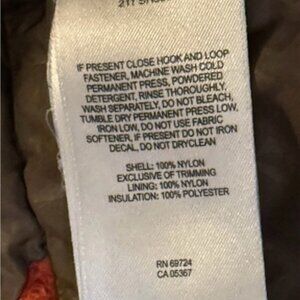 IF PRESENT CLOSE HOOK AND LOOP
FASTENER, MACHINE WASH COLD
PERMANENT PRESS, POWDERED
DETERGENT, RINSE THOROUGHLY,
WASH SEPARATELY, DO NOT BLEACH,
TUMBLE DRY PERMANENT PRESS LOW,
IRON LOW, DO NOT USE FABRIC
SOFTENER, IF PRESENT DO NOT IRON
DECAL, DO NOT DRYCLEAN
SHELL: 100% NYLON
EXCLUSIVE OF TRIMMING
LINING: 100% NYLON
INSULATION: 100% POLYESTER
RN 69724
CA 05367